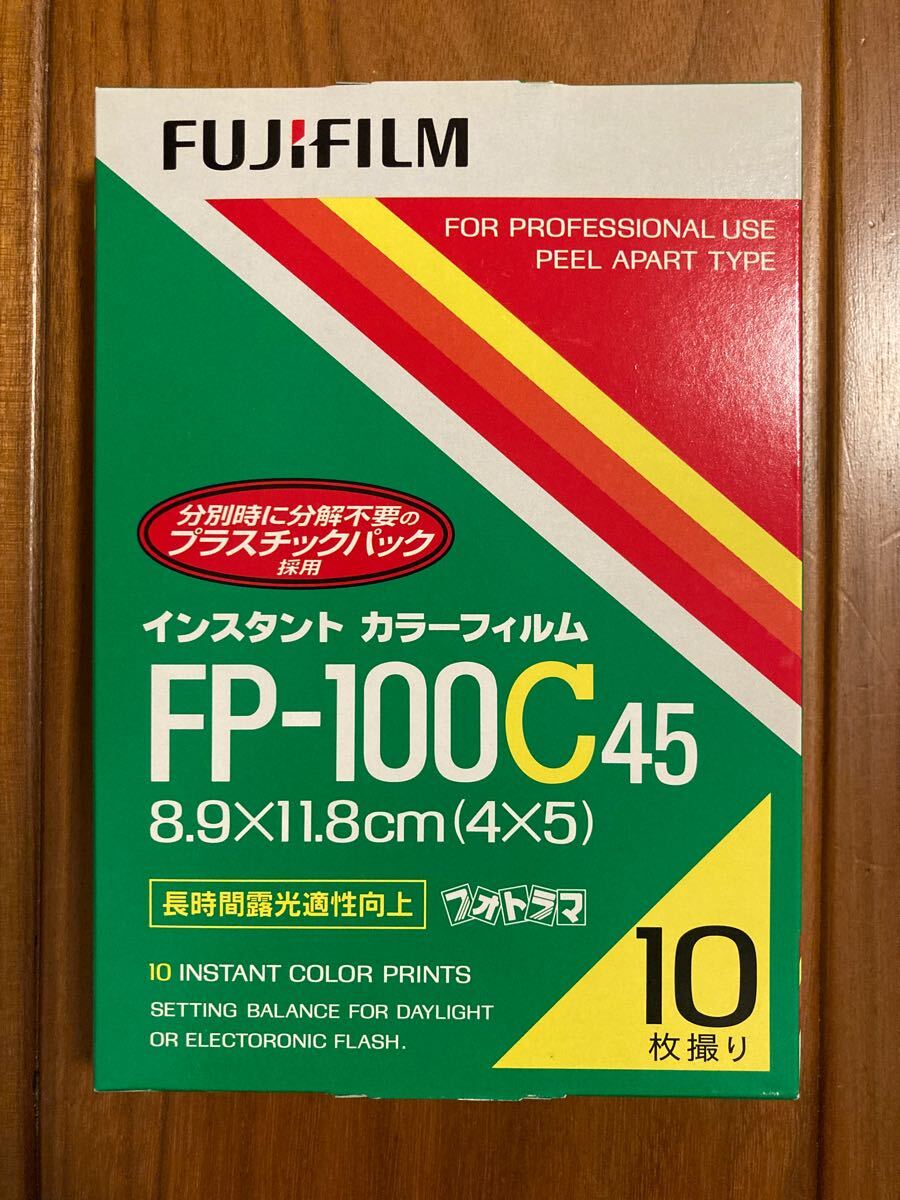 FUJIFILM
FOR PROFESSIONAL USE
PEEL APART TYPE
分別時に分解不要の
プラスチックパック
採用
インスタント カラーフィルム
FP-100C45
8.9×11.8cm(4×5)
長時間露光適性向上
フォトラマ
10 INSTANT COLOR PRINTS
SETTING BALANCE FOR DAYLIGHT
OR ELECTORONIC FLASH.
10
枚撮り